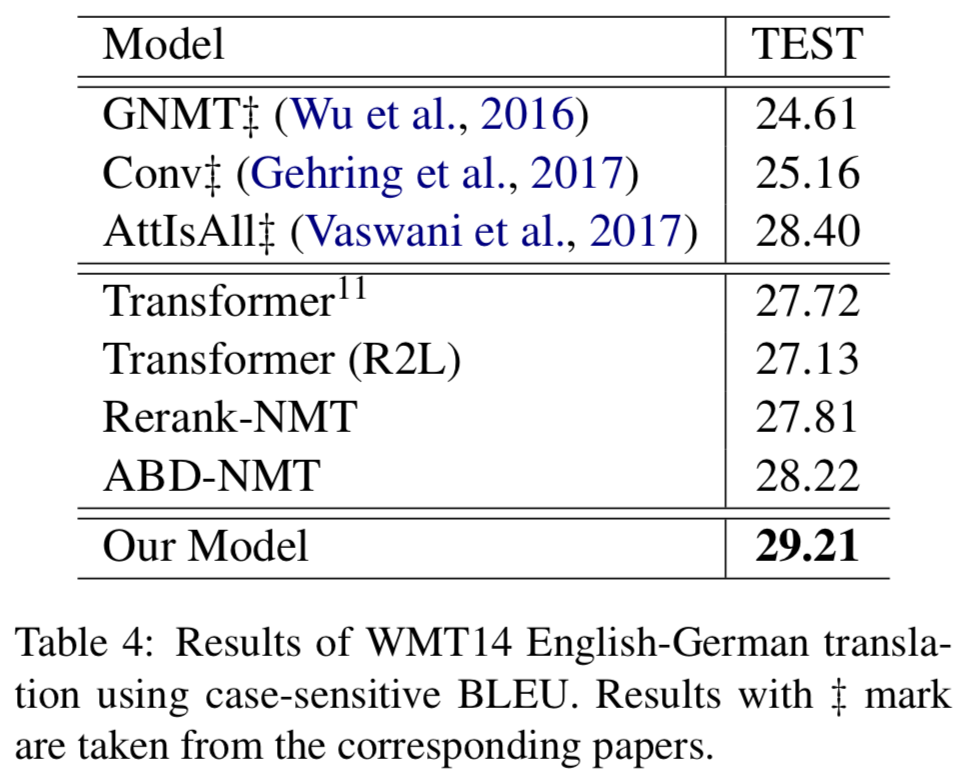 Model TEST
GNMT‡ (Wu et al., 2016) 24.61
Conv‡ (Gehring et al., 2017) 25.16
AttIsAll‡ (Vaswani et al., 2017) 28.40
Transformer¹¹ 27.72
Transformer (R2L) 27.13
Rerank-NMT 27.81
ABD-NMT 28.22
Our Model 29.21
Table 4: Results of WMT14 English-German transla-
tion using case-sensitive BLEU. Results with ‡ mark
are taken from the corresponding papers.